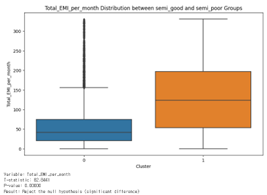 Total_EMI_per_month Distribution between semi_good and semi_poor Groups
Total_EMI_per_month
300
250
200
150
100
50
0
0
1
Cluster
Variable: Total_EMI_per_month
T-statistic:
P-value: 0.00000
Result: Reject the null hypothesis (significant difference)